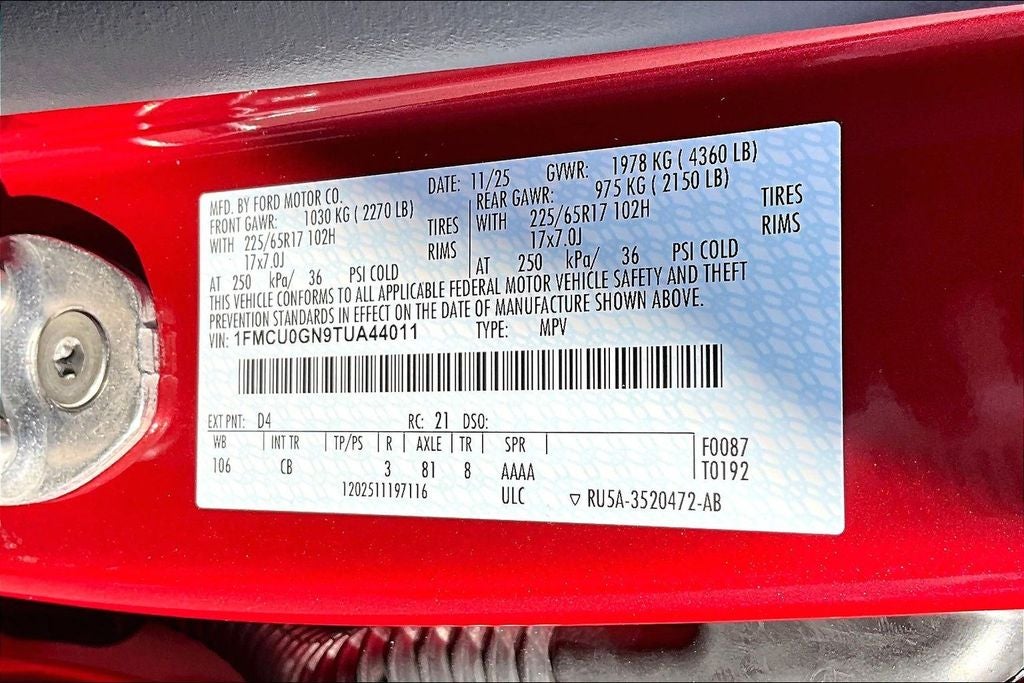 MFD. BY FORD MOTOR CO. DATE: 11/25 GVWR: 1978 KG ( 4360 LB)
FRONT GAWR: 1030 KG ( 2270 LB) REAR GAWR: 975 KG ( 2150 LB)
WITH 225/65R17 102H TIRES WITH 225/65R17 102H TIRES
17x7.0J RIMS 17x7.0J RIMS
AT 250 kPa/ 36 PSI COLD AT 250 kPa/ 36 PSI COLD
THIS VEHICLE CONFORMS TO ALL APPLICABLE FEDERAL MOTOR VEHICLE SAFETY AND THEFT
PREVENTION STANDARDS IN EFFECT ON THE DATE OF MANUFACTURE SHOWN ABOVE.
VIN: 1FMCU0GN9TUA44011 TYPE: MPV
EXT PNT: D4 RC: 21 DSO:
WB INT TR TP/PS R AXLE TR SPR F0087
106 CB 3 81 8 AAAA T0192
1202511197116 ULC ▽ RU5A-3520472-AB